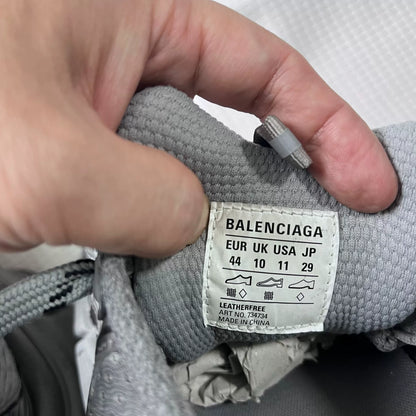 BALENCIAGA
EUR UK USA JP
44 10 11 29
LEATHERFREE
ART NO. 734734
MADE IN CHINA